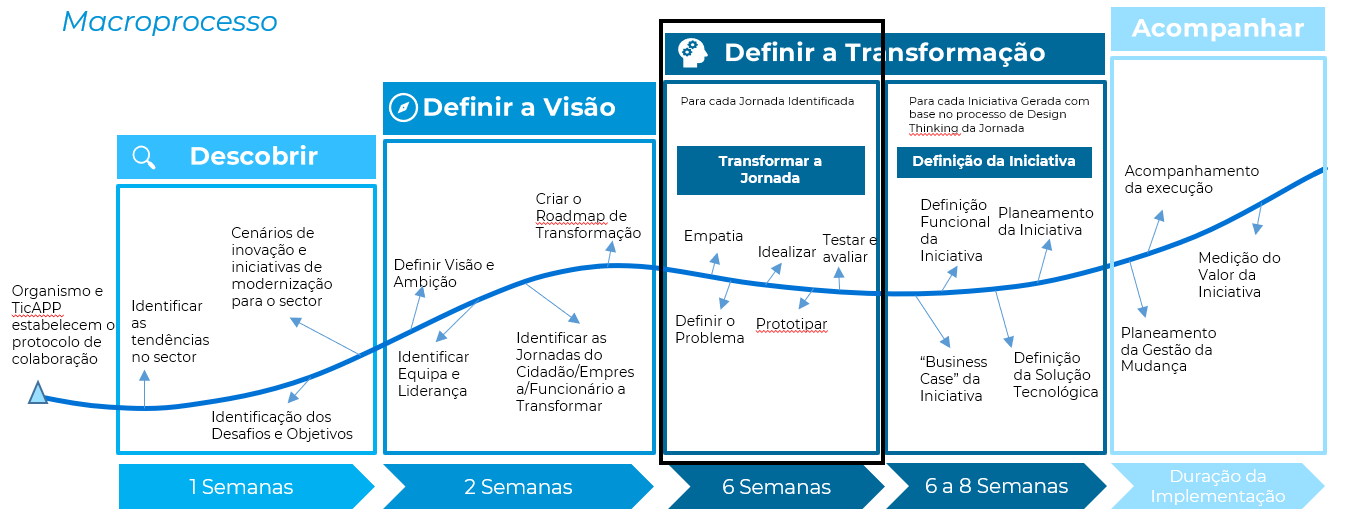 Macroprocesso
Organismo e
TicAPP
estabelecem o
protocolo de
colaboração
Descobrir
Identificar
as
tendências
no sector
Cenários de
inovação e
iniciativas de
modernização
para o sector
Identificação dos
Desafios e Objetivos
1 Semanas
Definir a Visão
Definir Visão e
Ambição
Identificar
Equipa e
Liderança
Criar o
Roadmap de
Transformação
Identificar as
Jornadas do
Cidadão/Empres
a/Funcionário a
Transformar
2 Semanas
Definir a Transformação
Para cada Jornada Identificada
Transformar a
Jornada
Empatia
Definir o
Problema
Idealizar
Prototipar
Testar e
avaliar
6 Semanas
Para cada Iniciativa Gerada com
base no processo de Design
Thinking da Jornada
Definição da Iniciativa
Definição
Funcional
da
Iniciativa
Planeamento
da Iniciativa
“Business
Case” da
Iniciativa
Definição
da Solução
Tecnológica
6 a 8 Semanas
Acompanhar
Acompanhamento
da execução
Medição do
Valor da
Iniciativa
Planeamento
da Gestão da
Mudança
Duração da
Implementação